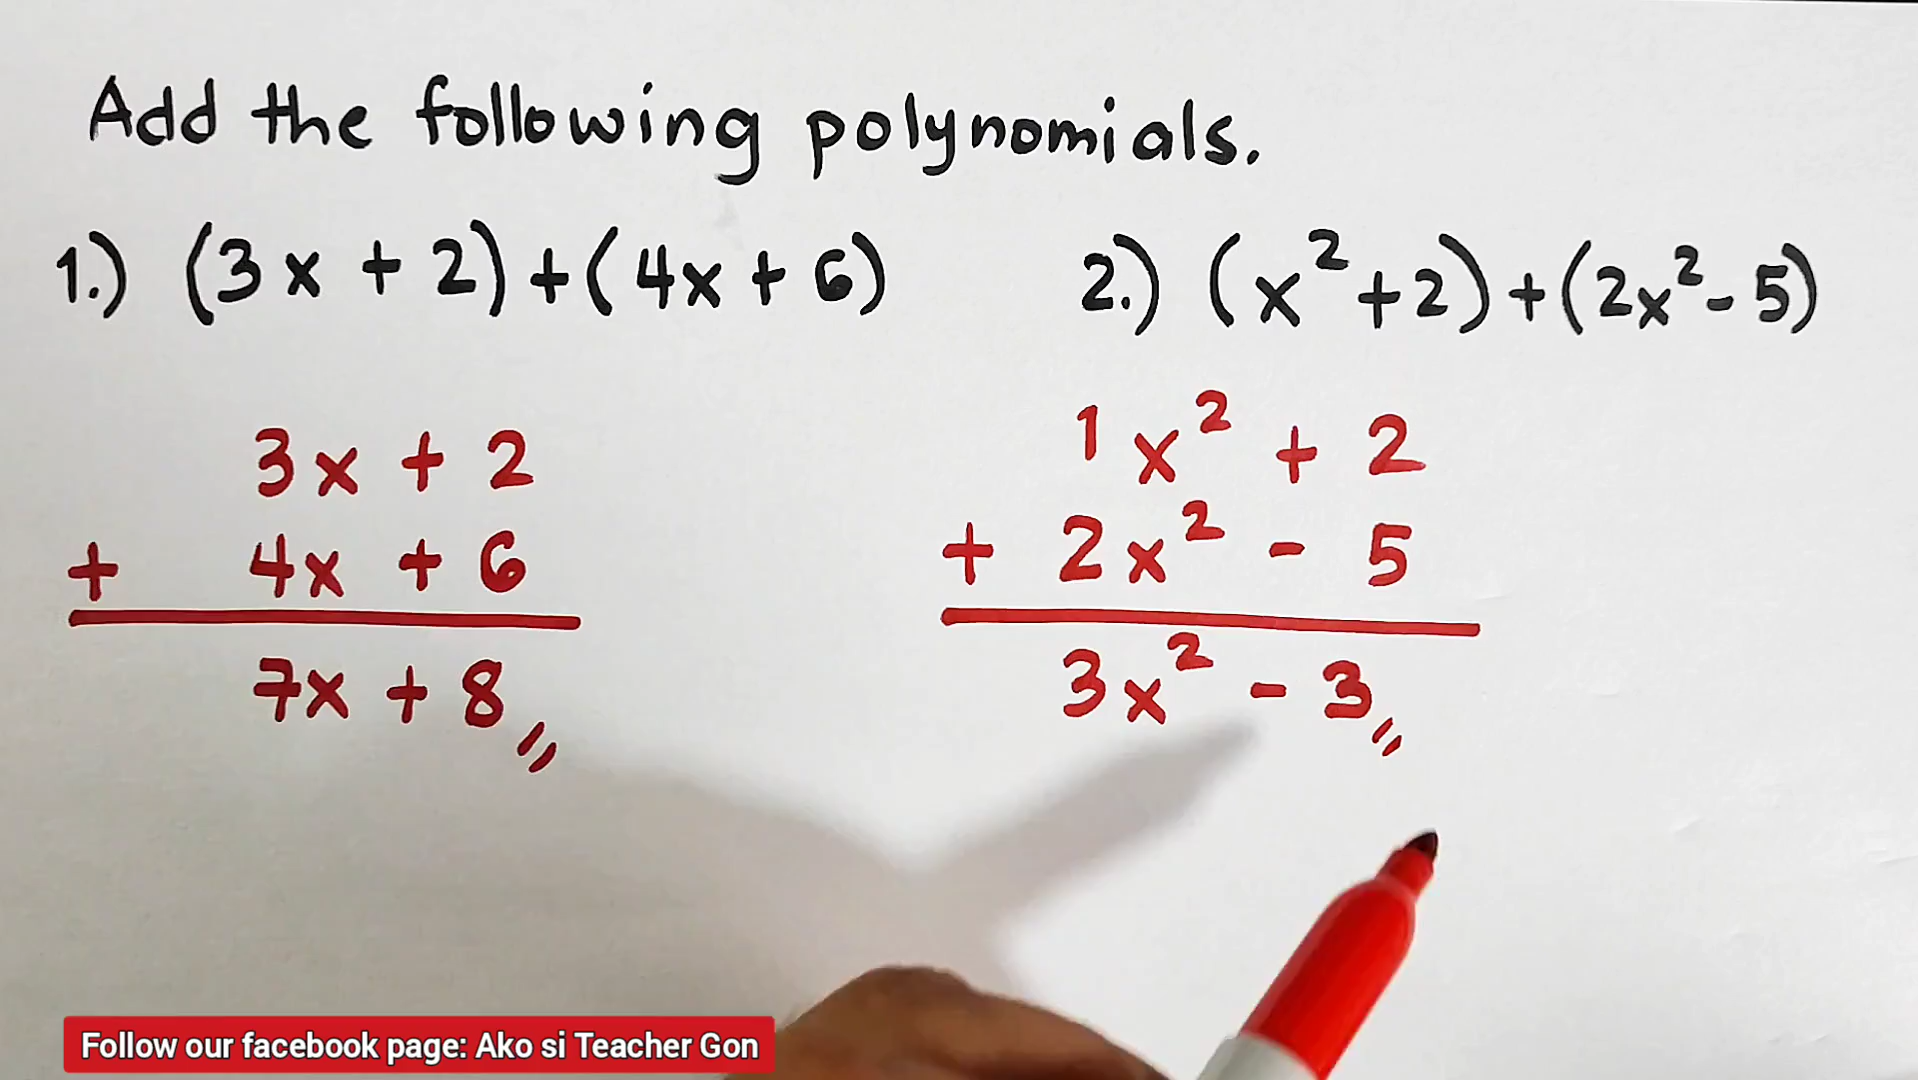 Add the following polynomials.
1.) (3x + 2) + (4x + 6)
2.) (x² + 2) + (2x² - 5)
3x + 2
+ 4x + 6
7x + 8
1x² + 2
+ 2x² - 5
3x² - 3
Follow our facebook page: Ako si Teacher Gon